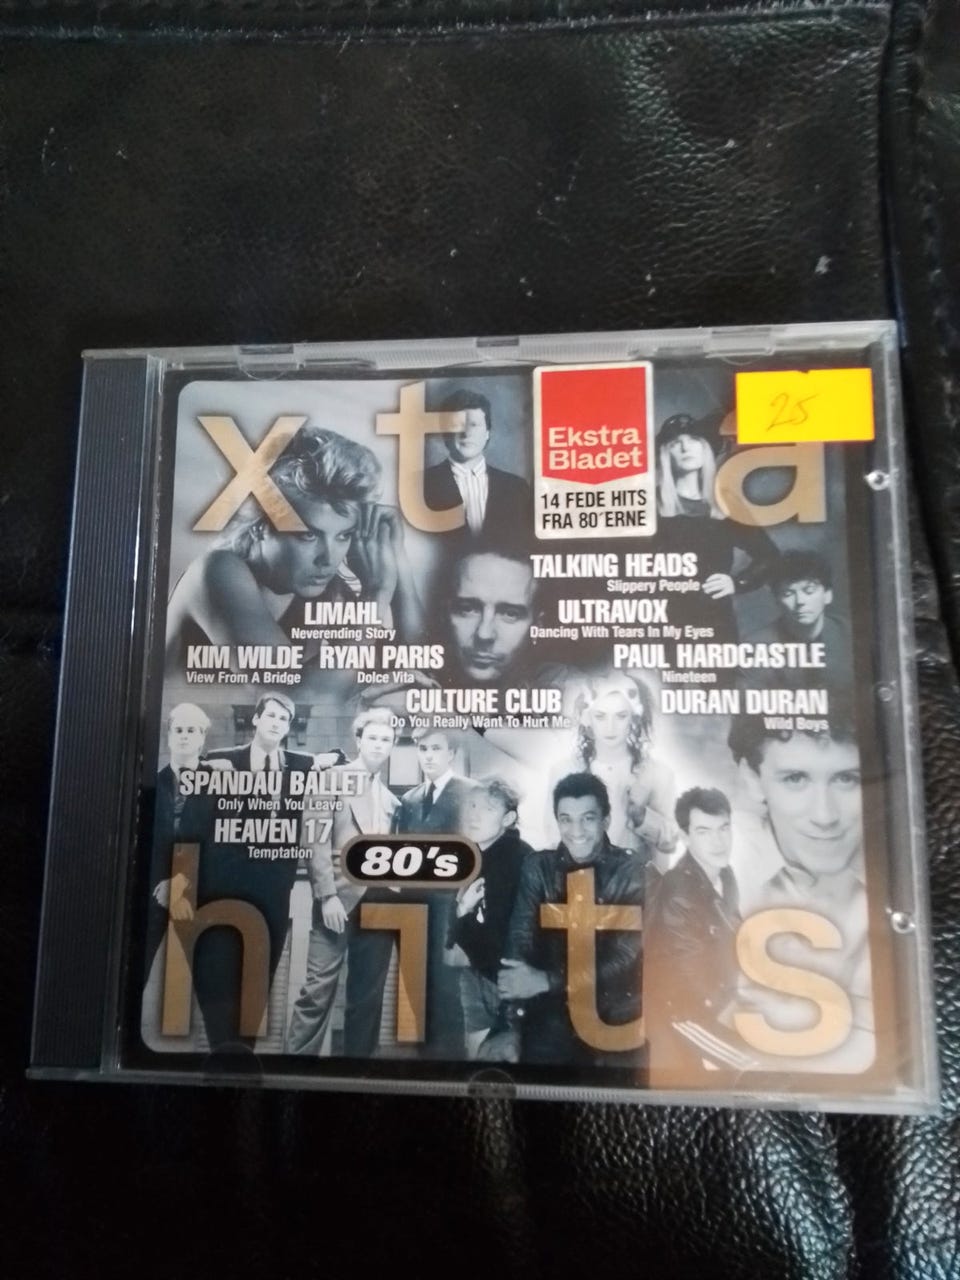 xt a
25
Ekstra
Bladet
14 FEDE HITS
FRA 80´ERNE
TALKING HEADS
Slippery People
LIMAHL
Neverending Story
ULTRAVOX
Dancing With Tears In My Eyes
KIM WILDE
View From A Bridge
RYAN PARIS
Dolce Vita
PAUL HARDCASTLE
Nineteen
CULTURE CLUB
Do You Really Want To Hurt Me
DURAN DURAN
Wild Boys
SPANDAU BALLET
Only When You Leave
HEAVEN 17
Temptation
80's
hits